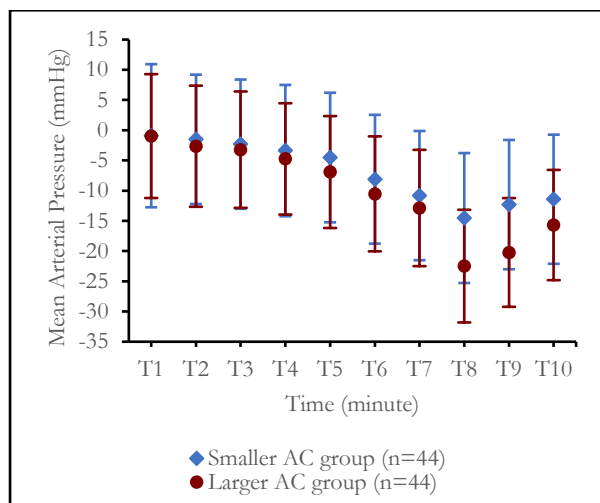 Mean Arterial Pressure (mmHg)
15
10
5
0
-5
-10
-15
-20
-25
-30
-35
T1 T2 T3 T4 T5 T6 T7 T8 T9 T10
Time (minute)
Smaller AC group (n=44)
Larger AC group (n=44)